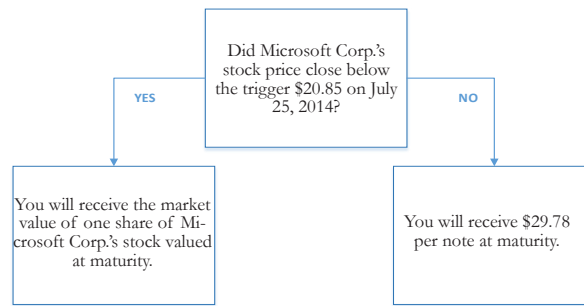 Did Microsoft Corp.'s
stock price close below
the trigger $20.85 on July
25, 2014?
YES
NO
You will receive the market
value of one share of Mi-
crosoft Corp.'s stock valued
at maturity.
You will receive $29.78
per note at maturity.